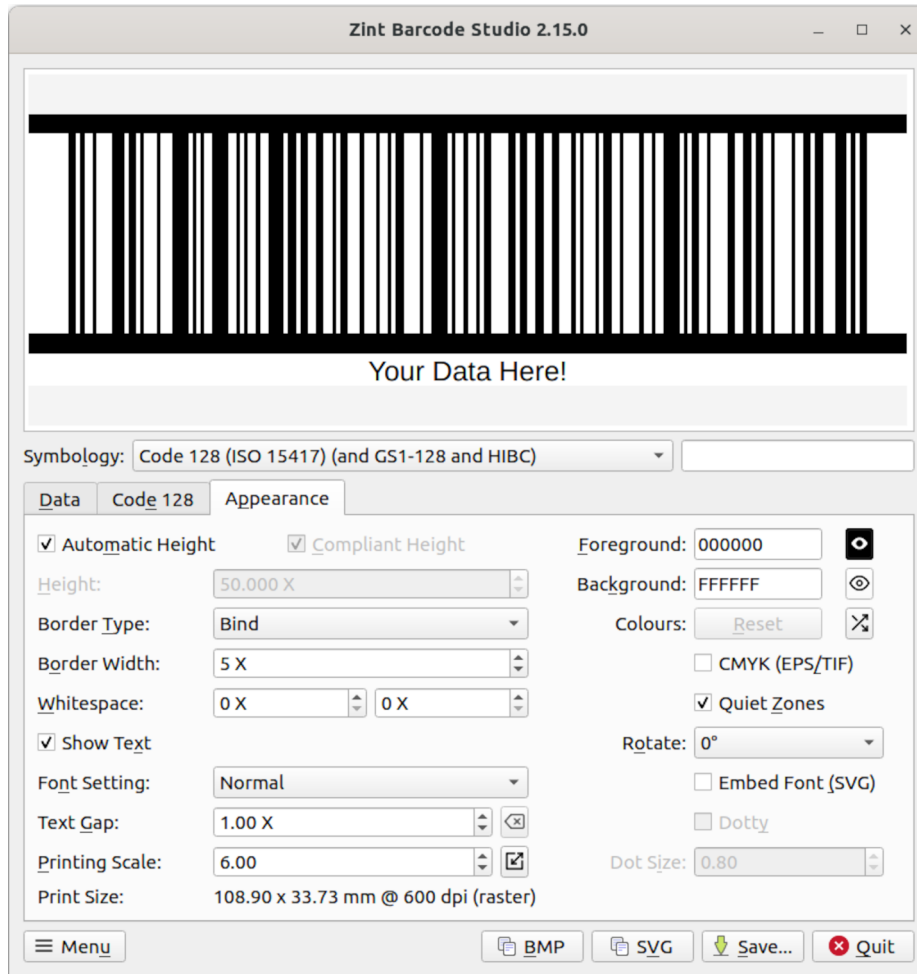 Zint Barcode Studio 2.15.0
Your Data Here!
Symbology: Code 128 (ISO 15417) (and GS1-128 and HIBC)
Data Code 128 Appearance
Automatic Height Compliant Height Foreground: 000000
Height: 50.000 X Background: FFFFFF
Border Type: Bind Colours: Reset
Border Width: 5 X CMYK (EPS/TIF)
Whitespace: 0 X 0 X Quiet Zones
Show Text Rotate: 0°
Font Setting: Normal Embed Font (SVG)
Text Gap: 1.00 X Dotty
Printing Scale: 6.00 Dot Size: 0.80
Print Size: 108.90 x 33.73 mm @ 600 dpi (raster)
Menu BMP SVG Save... Quit